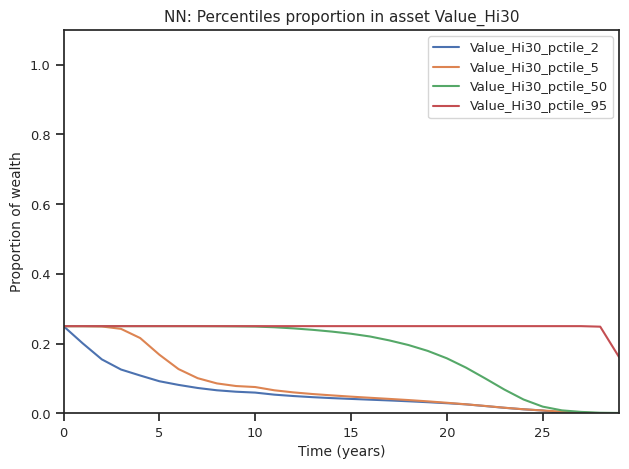 NN: Percentiles proportion in asset Value_Hi30
Value_Hi30_pctile_2
Value_Hi30_pctile_5
Value_Hi30_pctile_50
Value_Hi30_pctile_95
Proportion of wealth
1.0
0.8
0.6
0.4
0.2
0.0
0 5 10 15 20 25
Time (years)